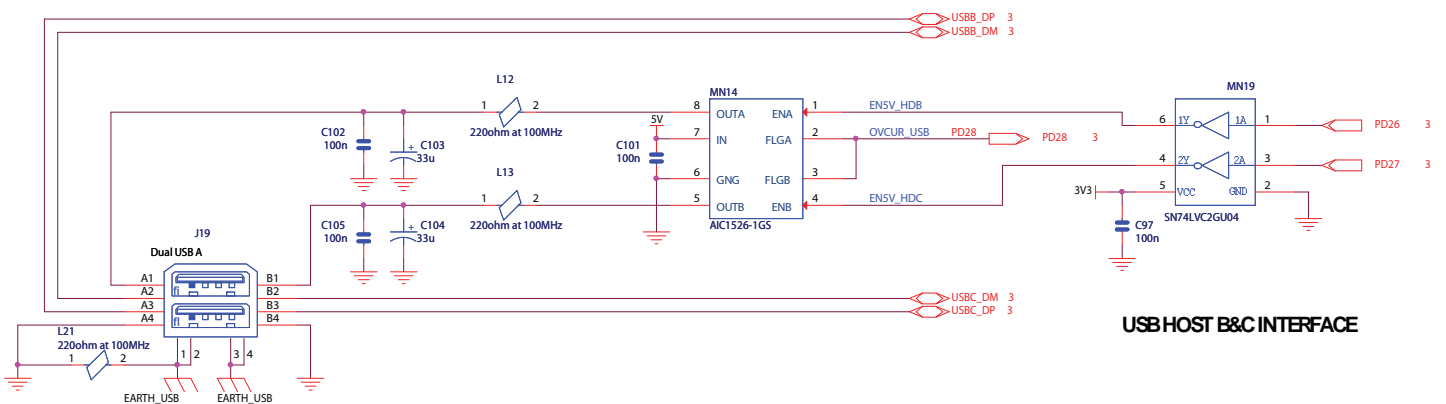 USBB_DP 3
USBB_DM 3
L12
1 2
220ohm at 100MHz
C102
100n
+
C103
33u
MN14
8 OUTA ENA 1
7 IN FLGA 2
6 GNG FLGB 3
5 OUTB ENB 4
AIC1526-1GS
5V
C101
100n
EN5V_HDB
OVCUR_USB PD28 PD28 3
EN5V_HDC
MN19
6 1Y 1A 1
4 2Y 2A 3
5 VCC GND 2
SN74LVC2GU04
PD26 3
PD27 3
3V3
C97
100n
L13
1 2
220ohm at 100MHz
C105
100n
+
C104
33u
J19
Dual USB A
A1 B1
A2 B2
A3 B3
A4 B4
fi
fi
1 2 3 4
USBC_DM 3
USBC_DP 3
L21
220ohm at 100MHz
1 2
EARTH_USB EARTH_USB
USB HOST B&C INTERFACE